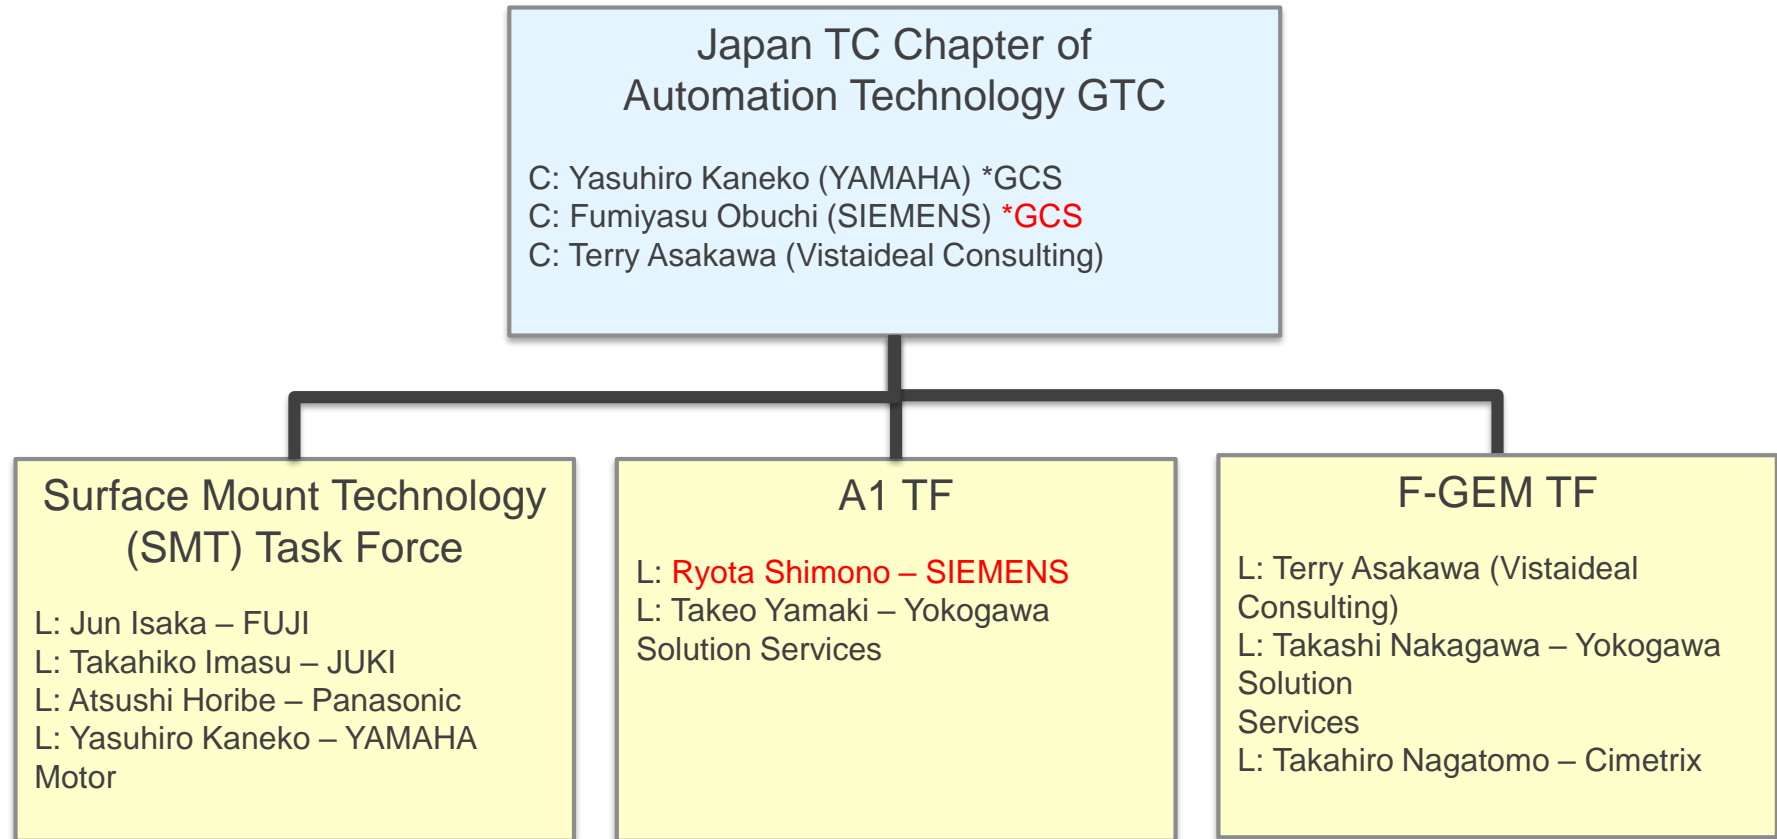 Japan TC Chapter of
Automation Technology GTC
C: Yasuhiro Kaneko (YAMAHA) *GCS
C: Fumiyasu Obuchi (SIEMENS) *GCS
C: Terry Asakawa (Vistaideal Consulting)
Surface Mount Technology
(SMT) Task Force
L: Jun Isaka – FUJI
L: Takahiko Imasu – JUKI
L: Atsushi Horibe – Panasonic
L: Yasuhiro Kaneko – YAMAHA
Motor
A1 TF
L: Ryota Shimono – SIEMENS
L: Takeo Yamaki – Yokogawa
Solution Services
F-GEM TF
L: Terry Asakawa (Vistaideal
Consulting)
L: Takashi Nakagawa – Yokogawa
Solution
Services
L: Takahiro Nagatomo – Cimetrix